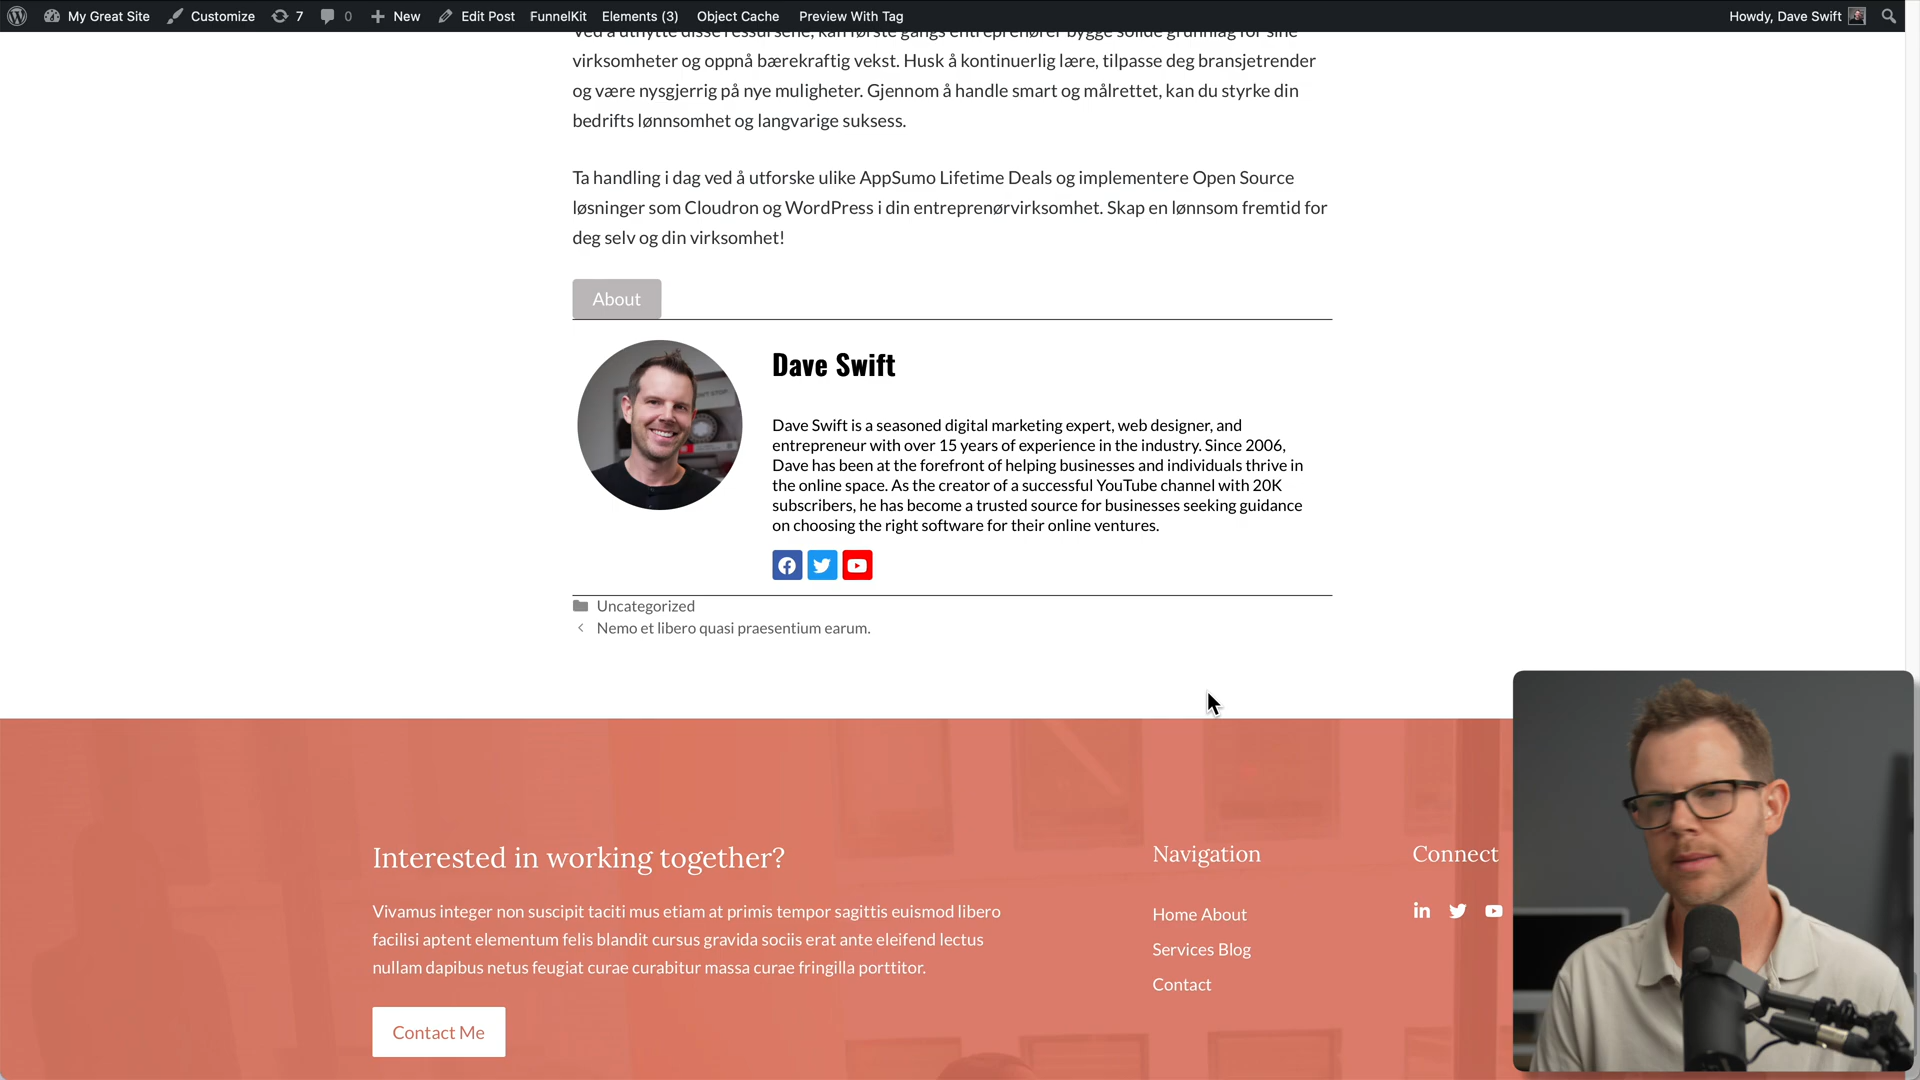 My Great Site Customize 7 0 New Edit Post FunnelKit Elements (3) Object Cache Preview With Tag Howdy, Dave Swift
Ved å utnytte disse ressursene, kan første gangs entreprenører bygge solide grunnlag for sine
virksomheter og oppnå bærekraftig vekst. Husk å kontinuerlig lære, tilpasse deg bransjetrender
og være nysgjerrig på nye muligheter. Gjennom å handle smart og målrettet, kan du styrke din
bedrifts lønnsomhet og langvarige suksess.
Ta handling i dag ved å utforske ulike AppSumo Lifetime Deals og implementere Open Source
løsninger som Cloudron og WordPress i din entreprenørvirksomhet. Skap en lønnsom fremtid for
deg selv og din virksomhet!
About
Dave Swift
Dave Swift is a seasoned digital marketing expert, web designer, and
entrepreneur with over 15 years of experience in the industry. Since 2006,
Dave has been at the forefront of helping businesses and individuals thrive in
the online space. As the creator of a successful YouTube channel with 20K
subscribers, he has become a trusted source for businesses seeking guidance
on choosing the right software for their online ventures.
Uncategorized
Nemo et libero quasi praesentium earum.
Interested in working together?
Vivamus integer non suscipit taciti mus etiam at primis tempor sagittis euismod libero
facilisi aptent elementum felis blandit cursus gravida sociis erat ante eleifend lectus
nullam dapibus netus feugiat curae curabitur massa curae fringilla porttitor.
Contact Me
Navigation
Home About
Services Blog
Contact
Connect